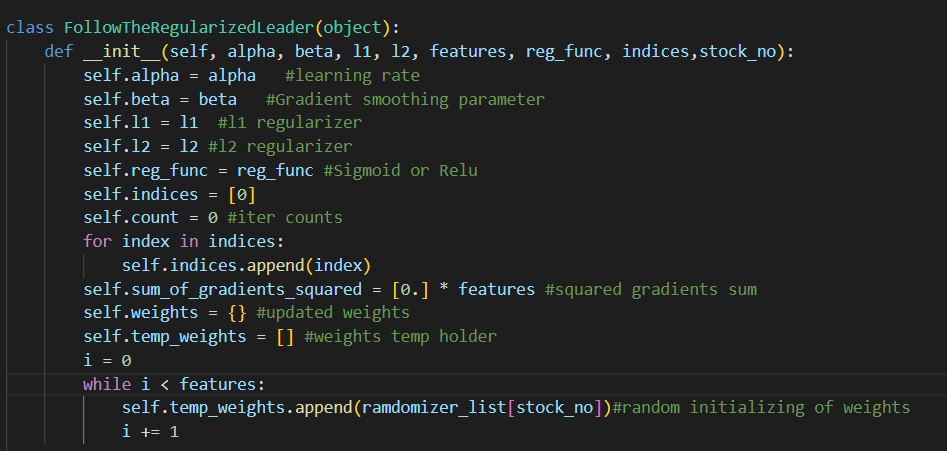 class FollowTheRegularizedLeader(object):
    def __init__(self, alpha, beta, l1, l2, features, reg_func, indices,stock_no):
        self.alpha = alpha   #learning rate
        self.beta = beta   #Gradient smoothing parameter
        self.l1 = l1  #l1 regularizer
        self.l2 = l2 #l2 regularizer
        self.reg_func = reg_func #Sigmoid or Relu
        self.indices = [0]
        self.count = 0 #iter counts
        for index in indices:
            self.indices.append(index)
        self.sum_of_gradients_squared = [0.] * features #squared gradients sum
        self.weights = {} #updated weights
        self.temp_weights = [] #weights temp holder
        i = 0
        while i < features:
            self.temp_weights.append(ramdomizer_list[stock_no])#random initializing of weights
            i += 1